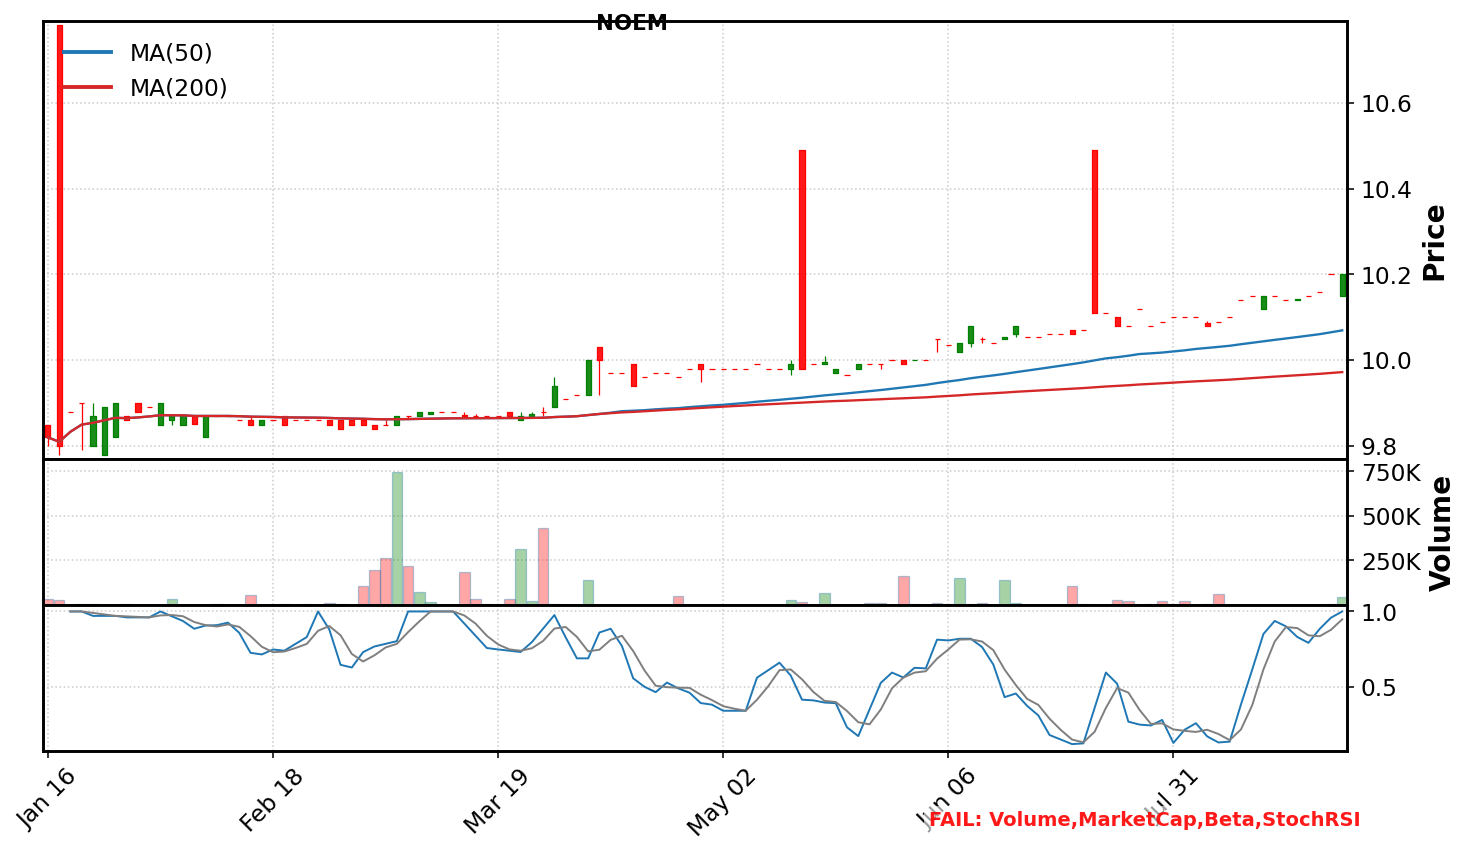 NOEM
MA(50)
MA(200)
10.6
10.4
10.2
10.0
9.8
Price
750K
500K
250K
Volume
1.0
0.5
Jan 16
Feb 18
Mar 19
May 02
Jun 06
Jul 31
FAIL: Volume,MarketCap,Beta,StochRSI